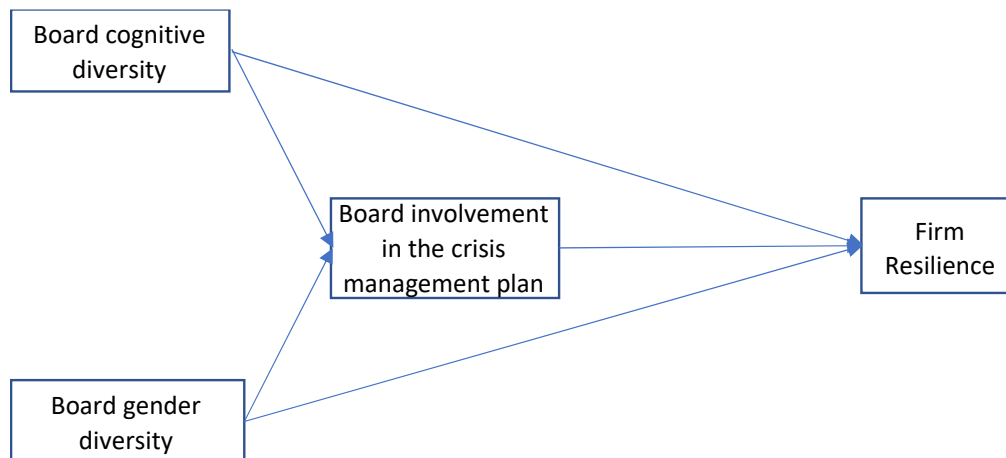 Board cognitive
diversity
Board involvement
in the crisis
management plan
Firm
Resilience
Board gender
diversity